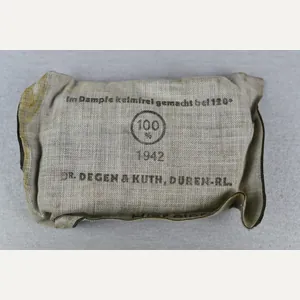 Im Dampfe keimfrei gemacht bei 120°
100
%
1942
DR. DEGEN & KUTH, DÜREN-RL.